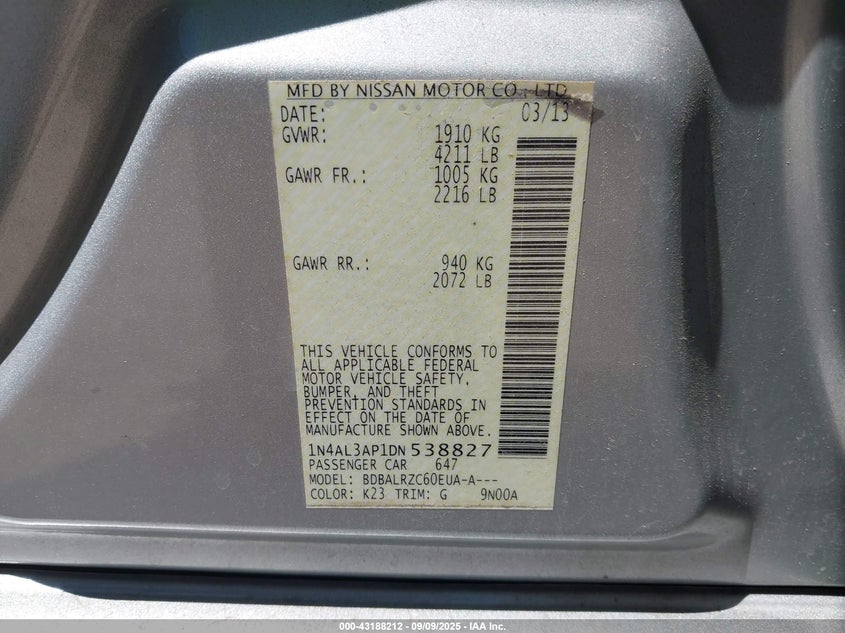 MFD BY NISSAN MOTOR CO., LTD.
DATE: 03/13
GVWR: 1910 KG
4211 LB
GAWR FR.: 1005 KG
2216 LB
GAWR RR.: 940 KG
2072 LB
THIS VEHICLE CONFORMS TO
ALL APPLICABLE FEDERAL
MOTOR VEHICLE SAFETY,
BUMPER, AND THEFT
PREVENTION STANDARDS IN
EFFECT ON THE DATE OF
MANUFACTURE SHOWN ABOVE.
1N4AL3AP1DN 538827
PASSENGER CAR 647
MODEL: BDBALRZC60EUA-A---
COLOR: K23 TRIM: G 9N00A
000-43188212 - 09/09/2025 - IAA Inc.